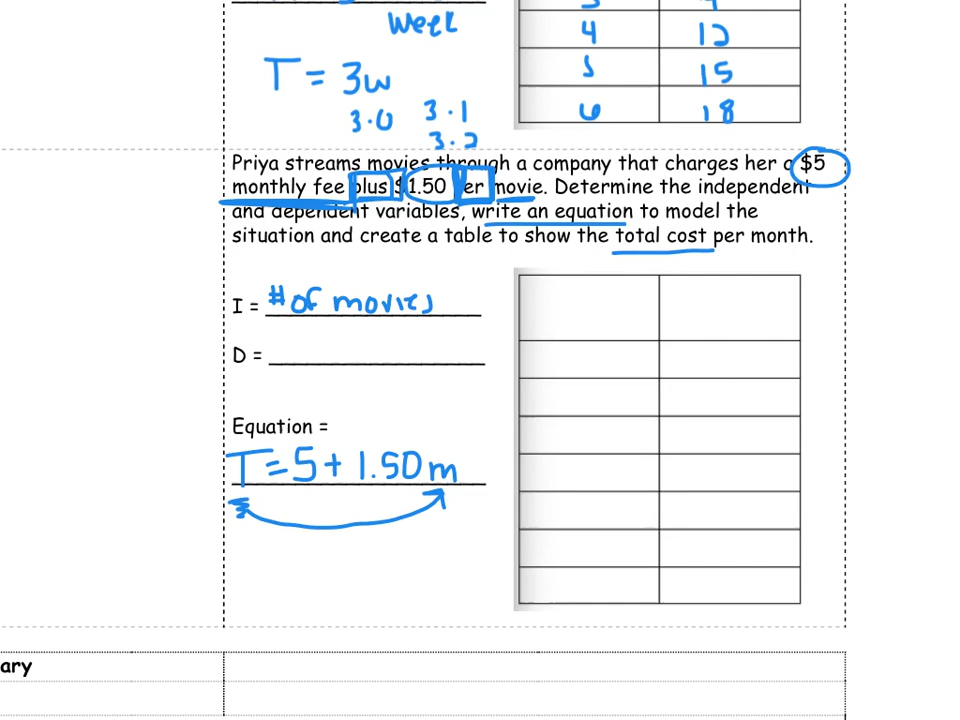 Week
4 12
T = 3w
5 15
3·0 3·1
6 18
3·2
Priya streams movies through a company that charges her a $5
monthly fee plus $1.50 per movie. Determine the independent
and dependent variables, write an equation to model the
situation and create a table to show the total cost per month.
I = # of movies
D =
Equation =
T = 5 + 1.50m
ary